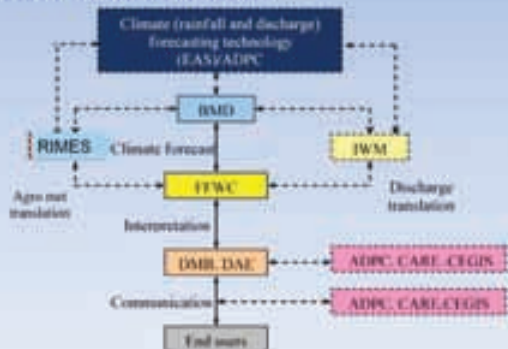 Climate (rainfall and discharge)
forecasting technology
(EAS)/ADPC
BMD
RIMES
Climate forecast
IWM
FFWC
Agro met
translation
Discharge
translation
Interpretation
DMB, DAE
ADPC, CARE, CEGIS
Communication
ADPC, CARE,CEGIS
End users